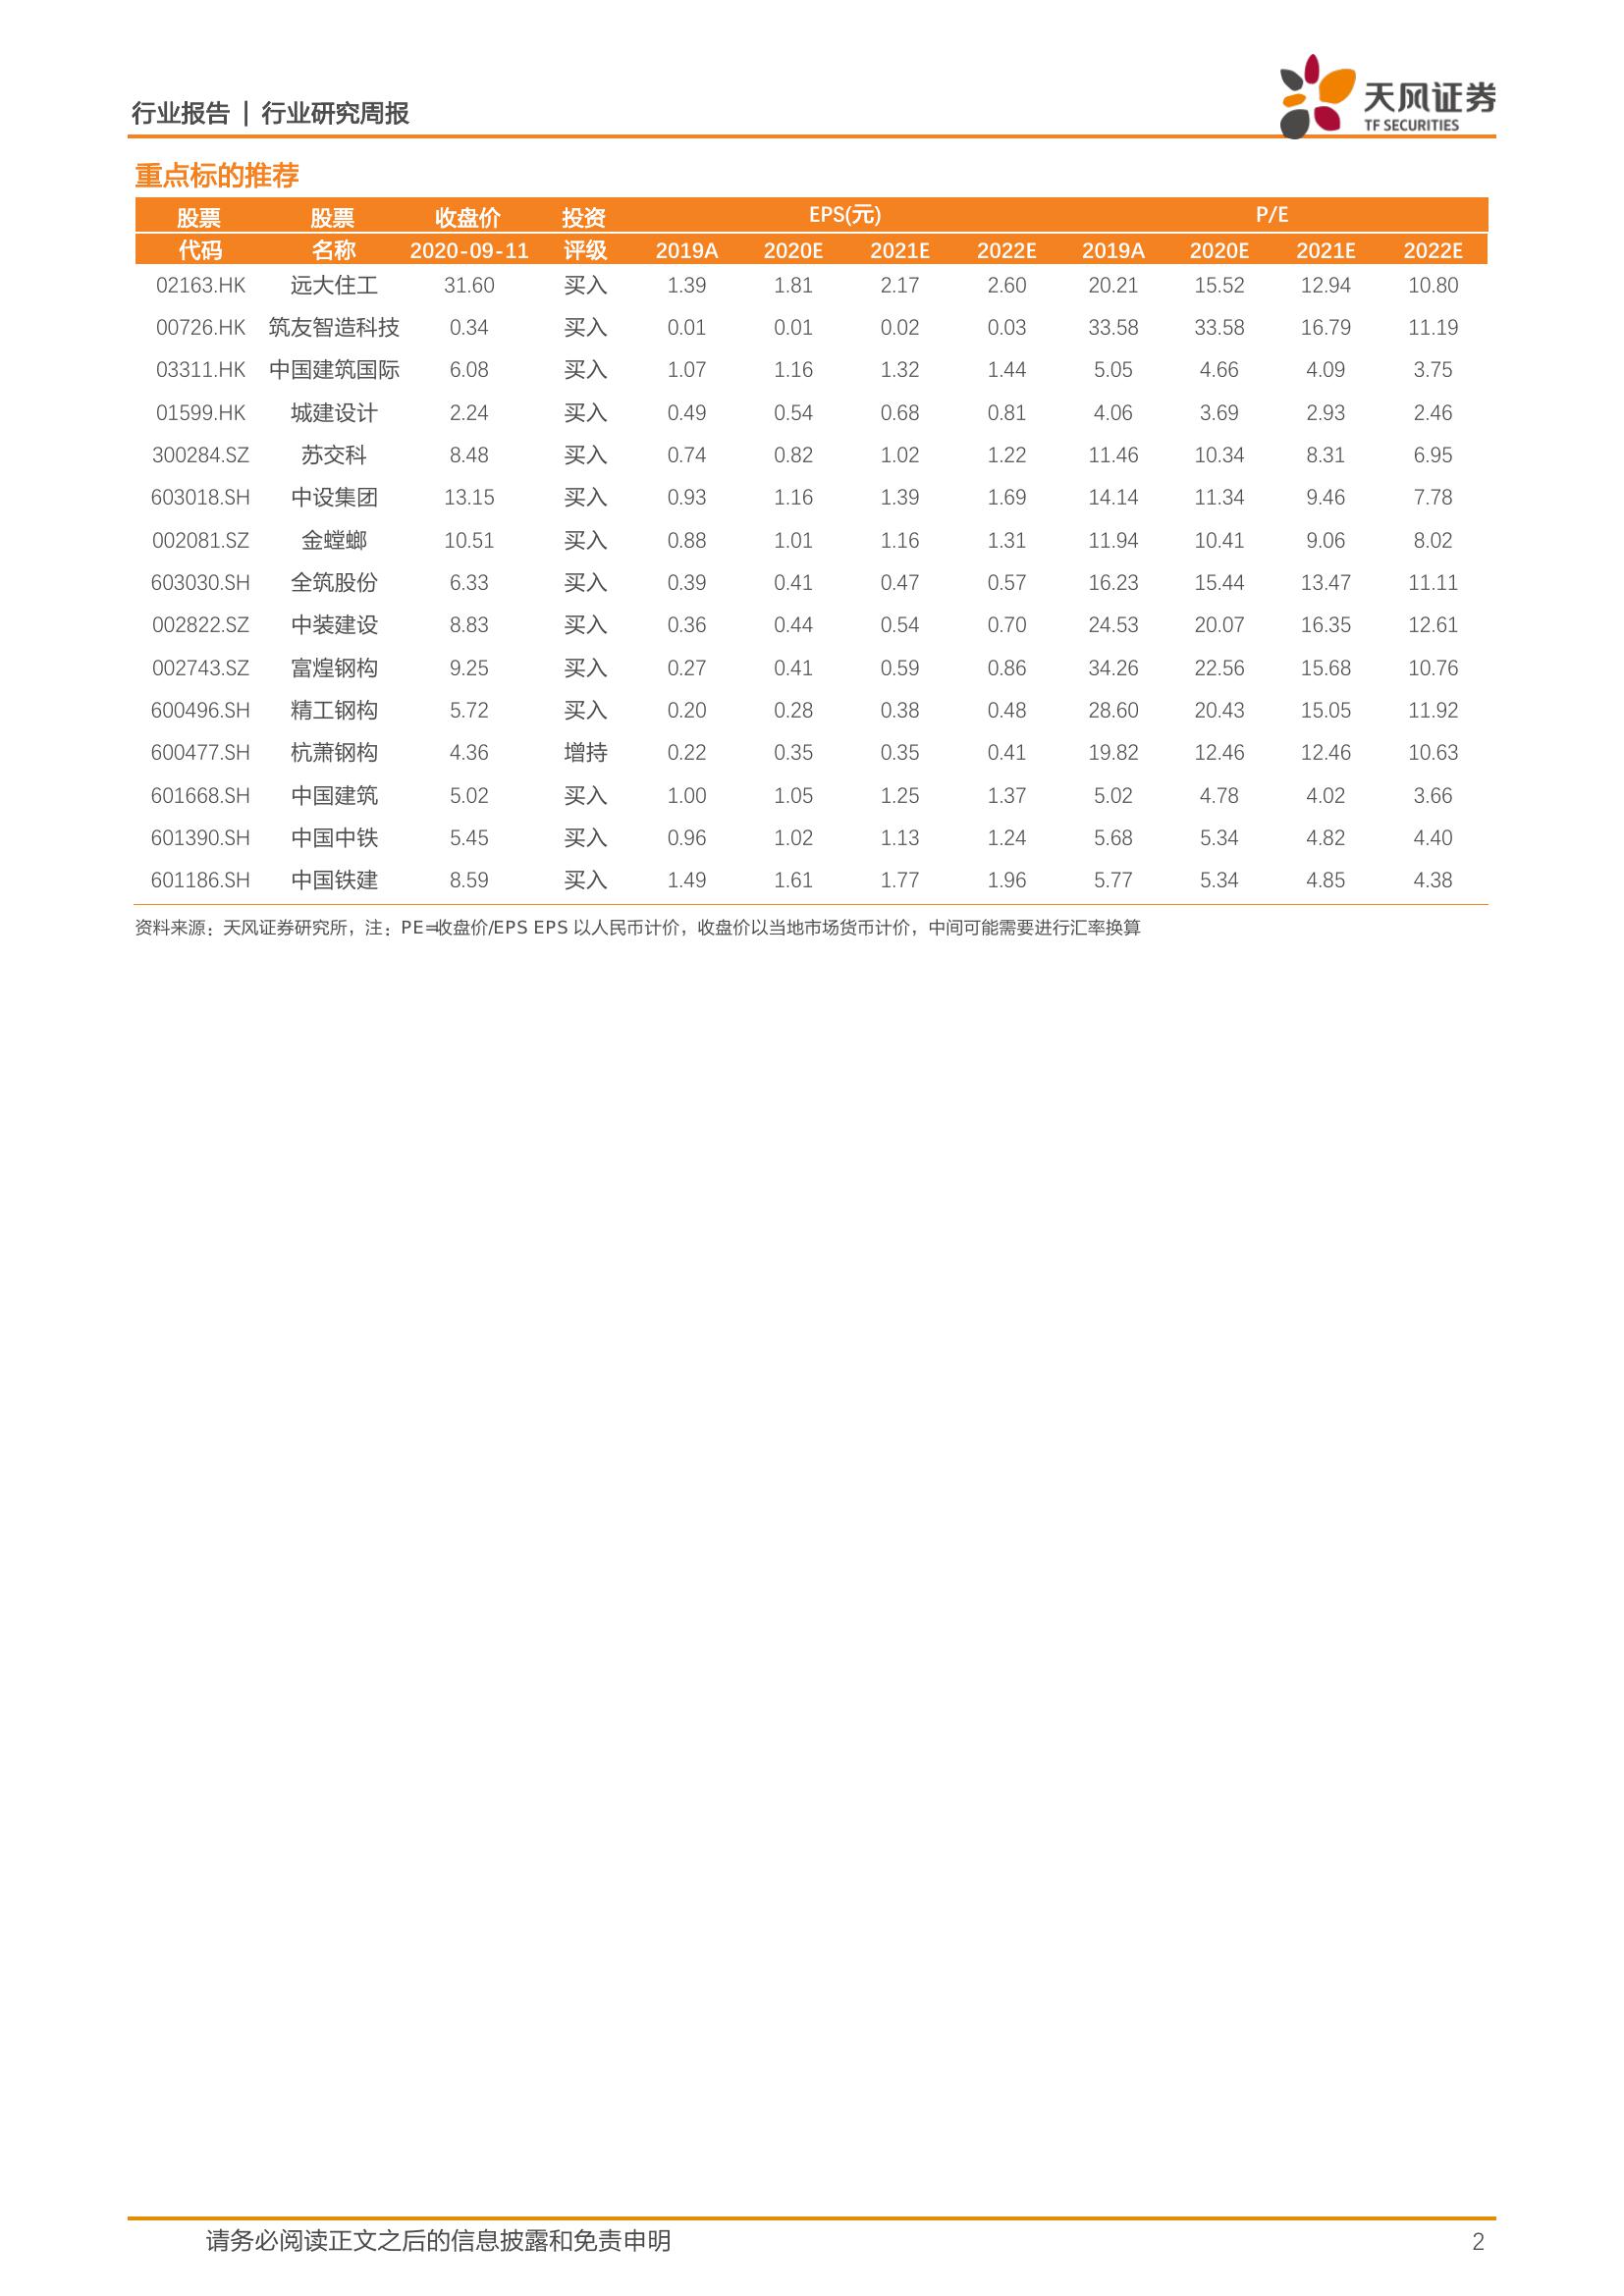 行业报告 | 行业研究周报
天风证券
TF SECURITIES
重点标的推荐
股票 股票 收盘价 投资 EPS(元) P/E
代码 名称 2020-09-11 评级 2019A 2020E 2021E 2022E 2019A 2020E 2021E 2022E
02163.HK 远大住工 31.60 买入 1.39 1.81 2.17 2.60 20.21 15.52 12.94 10.80
00726.HK 筑友智造科技 0.34 买入 0.01 0.01 0.02 0.03 33.58 33.58 16.79 11.19
03311.HK 中国建筑国际 6.08 买入 1.07 1.16 1.32 1.44 5.05 4.66 4.09 3.75
01599.HK 城建设计 2.24 买入 0.49 0.54 0.68 0.81 4.06 3.69 2.93 2.46
300284.SZ 苏交科 8.48 买入 0.74 0.82 1.02 1.22 11.46 10.34 8.31 6.95
603018.SH 中设集团 13.15 买入 0.93 1.16 1.39 1.69 14.14 11.34 9.46 7.78
002081.SZ 金螳螂 10.51 买入 0.88 1.01 1.16 1.31 11.94 10.41 9.06 8.02
603030.SH 全筑股份 6.33 买入 0.39 0.41 0.47 0.57 16.23 15.44 13.47 11.11
002822.SZ 中装建设 8.83 买入 0.36 0.44 0.54 0.70 24.53 20.07 16.35 12.61
002743.SZ 富煌钢构 9.25 买入 0.27 0.41 0.59 0.86 34.26 22.56 15.68 10.76
600496.SH 精工钢构 5.72 买入 0.20 0.28 0.38 0.48 28.60 20.43 15.05 11.92
600477.SH 杭萧钢构 4.36 增持 0.22 0.35 0.35 0.41 19.82 12.46 12.46 10.63
601668.SH 中国建筑 5.02 买入 1.00 1.05 1.25 1.37 5.02 4.78 4.02 3.66
601390.SH 中国中铁 5.45 买入 0.96 1.02 1.13 1.24 5.68 5.34 4.82 4.40
601186.SH 中国铁建 8.59 买入 1.49 1.61 1.77 1.96 5.77 5.34 4.85 4.38
资料来源：天风证券研究所，注：PE=收盘价/EPS EPS 以人民币计价，收盘价以当地市场货币计价，中间可能需要进行汇率换算
请务必阅读正文之后的信息披露和免责申明 2